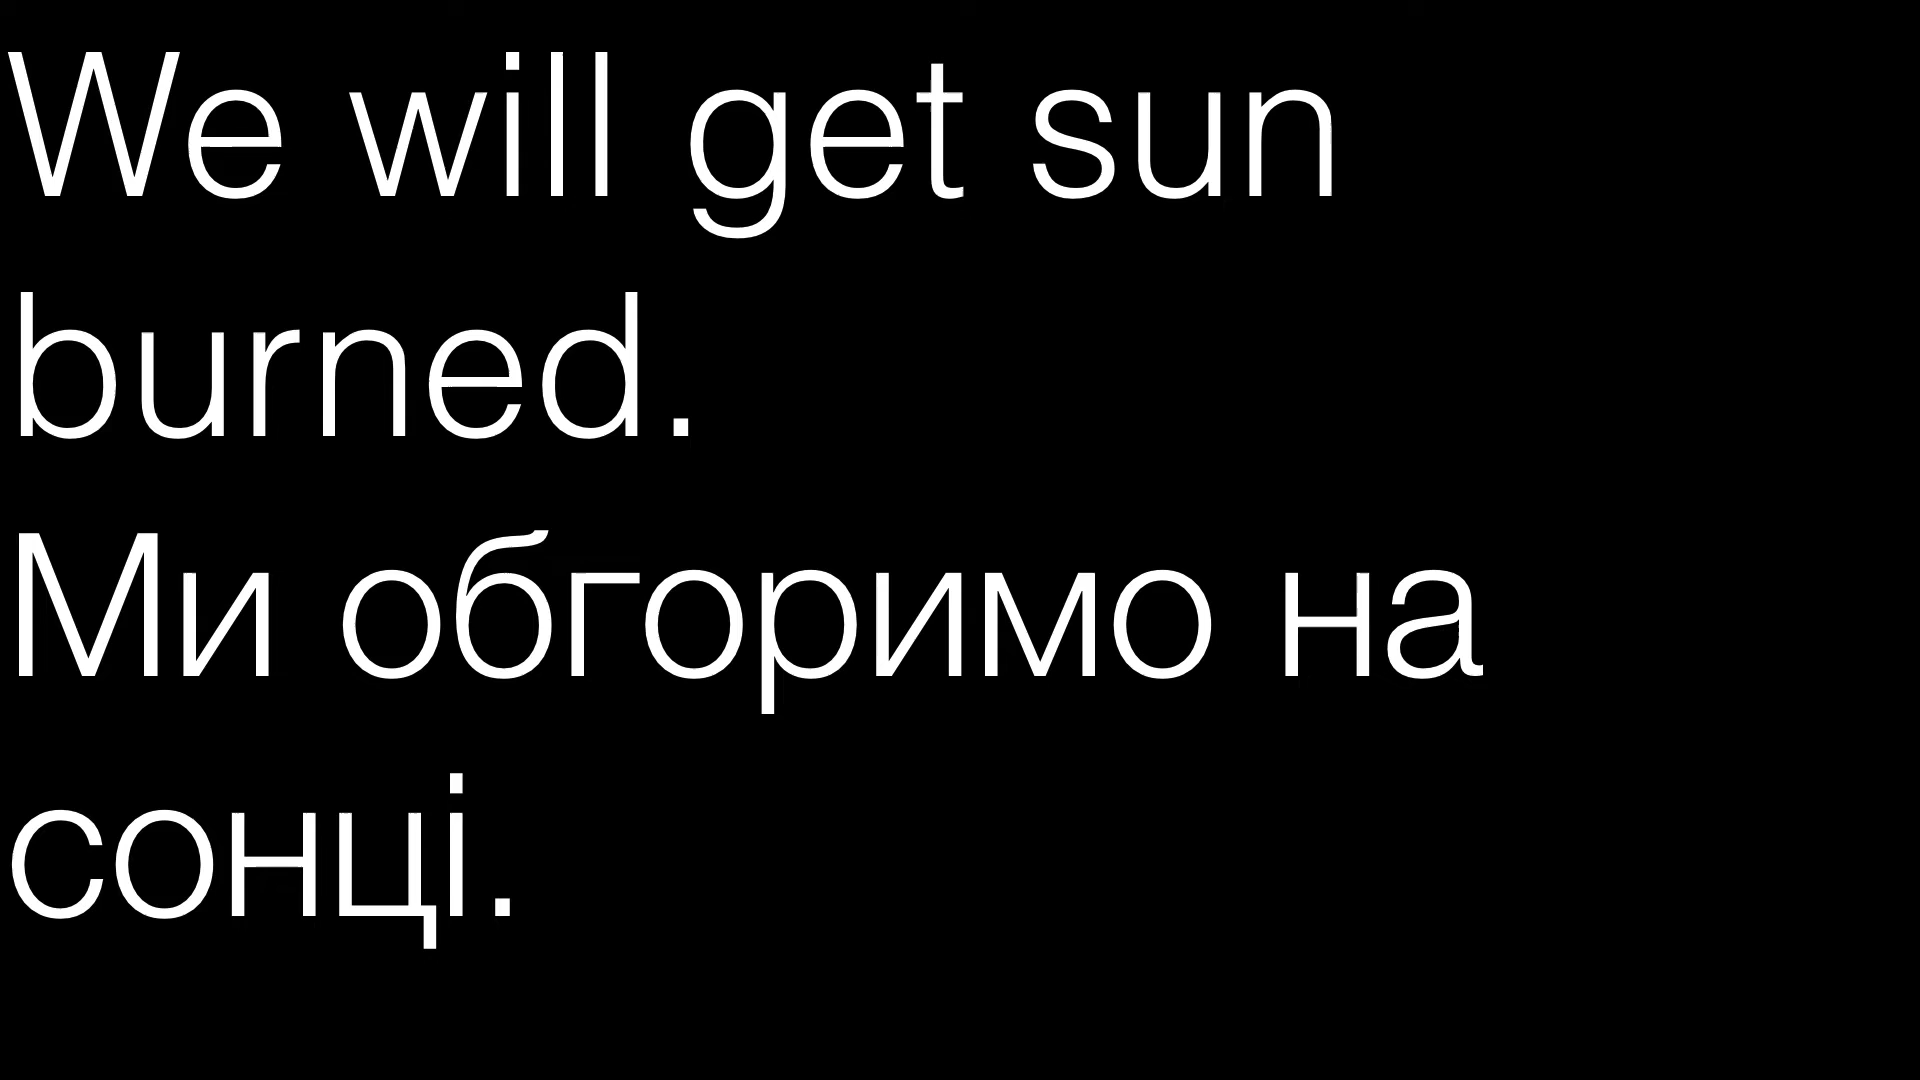 We will get sun
burned.
Ми обгоримо на
сонці.